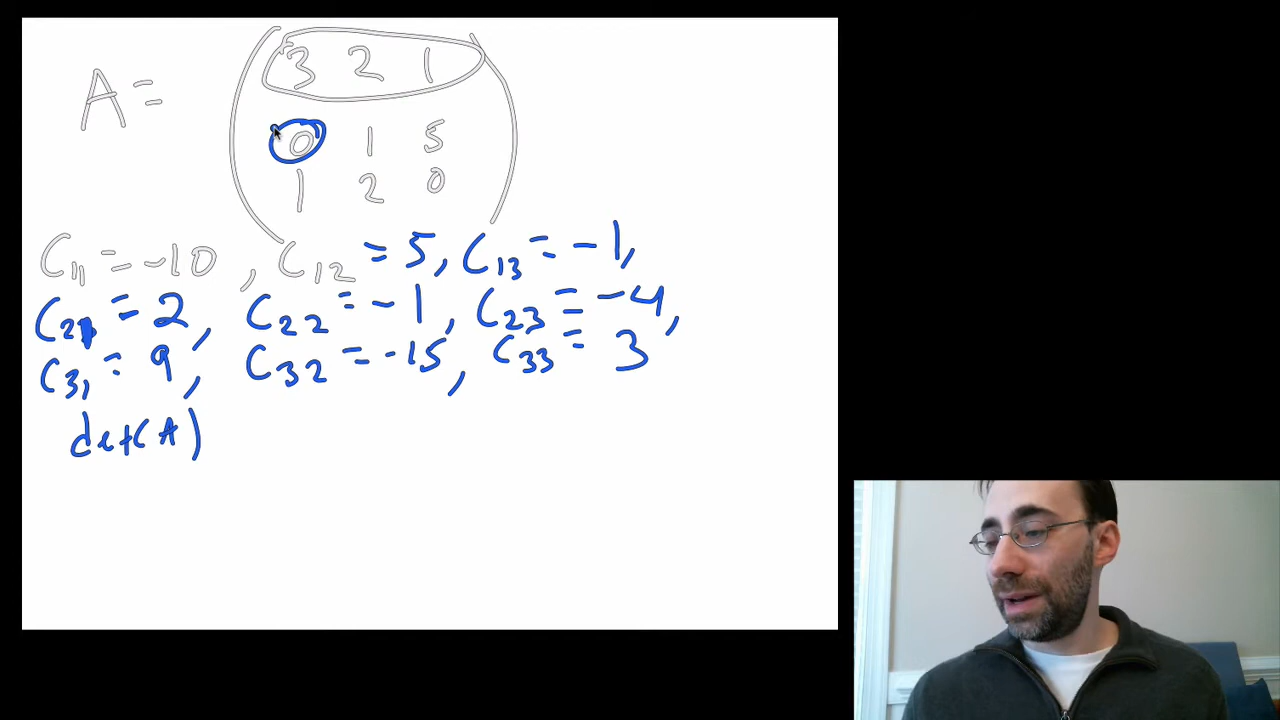 3 2 1
A =
0 1 5
1 2 0
C11 = -10, C12 = 5, C13 = -1,
C21 = 2, C22 = -1, C23 = -4,
C31 = 9, C32 = -15, C33 = 3
det(A)